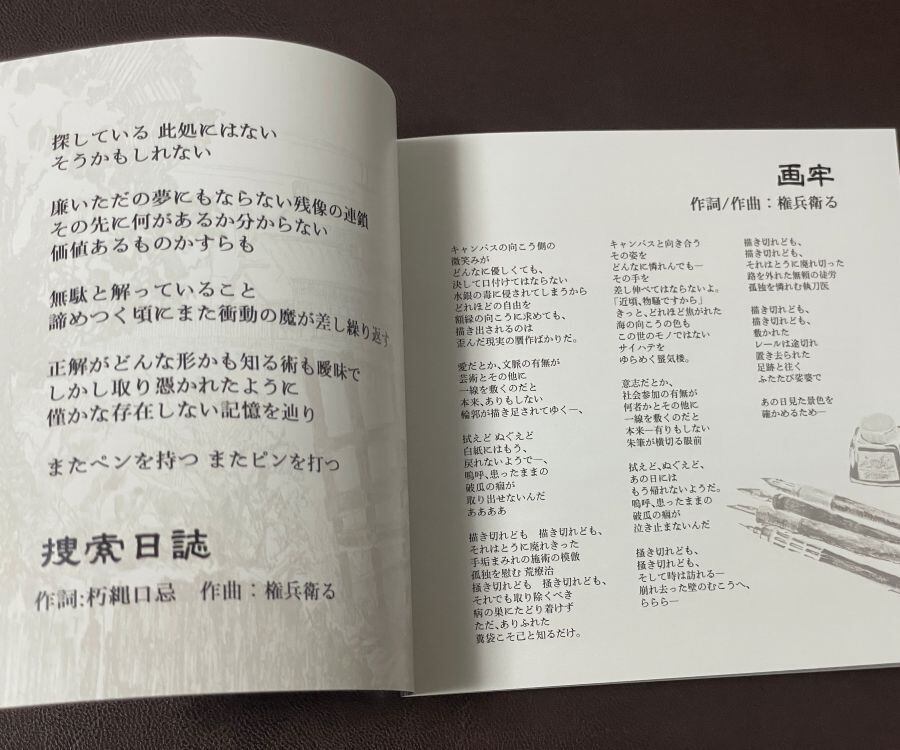 探している 此処にはない
そうかもしれない
廉いただの夢にもならない残像の連鎖
その先に何があるか分からない
価値あるものかすらも
無駄と解っていること
諦めつく頃にまた衝動の魔が差し繰り返す
正解がどんな形かも知る術も曖昧で
しかし取り憑かれたように
僅かな存在しない記憶を辿り
またペンを持つ またピンを打つ
捜索日誌
作詞:朽縄口忌 作曲：権兵衛る
画牢
作詞/作曲：権兵衛る
キャンバスの向こう側の
微笑みが
どんなに優しくても、
決して口付けてはならない
水銀の毒に侵されてしまうから
どれほどの自由を
額縁の向こうに求めても、
描き出されるのは
歪んだ現実の贋作ばかりだ。
愛だとか、文脈の有無が
芸術とその他に
一線を敷くのだと
本来、ありもしない
輪郭が描き足されてゆく―、
拭えど ぬぐえど
白紙にはもう、
戻れないようで―、
嗚呼、患ったままの
破瓜の痼が
取り出せないんだ
ああああ
描き切れども 描き切れども、
それはとうに廃れきった
手垢まみれの施術の模倣
孤独を慰む 荒療治
掻き切れども 掻き切れども、
それでも取り除くべき
病の巣にたどり着けず
ただ、ありふれた
糞袋こそ己と知るだけ。
キャンバスと向き合う
その姿を
どんなに憐れんでも―
その手を
差し伸べてはならないよ。
「近頃、物騒ですから」
きっと、どれほど焦がれた
海の向こうの色も
この世のモノではない
サイハテを
ゆらめく蜃気楼。
意志だとか、
社会参加の有無が
何者かとその他に
一線を敷くのだと
本来―有りもしない
朱筆が横切る眼前
拭えど、ぬぐえど、
あの日には
もう帰れないようだ。
嗚呼、患ったままの
破瓜の痼が
泣き止まないんだ
掻き切れども、
掻き切れども、
そして時は訪れる―
崩れ去った壁のむこうへ、
ららら―
描き切れども、
描き切れども、
それはとうに廃れ切った
路を外れた無頼の徒労
孤独を憐れむ執刀医
掻き切れども、
掻き切れども、
敷かれた
レールは途切れ
置き去られた
足跡と往く
ふたたび娑婆で
あの日見た景色を
確かめるため―